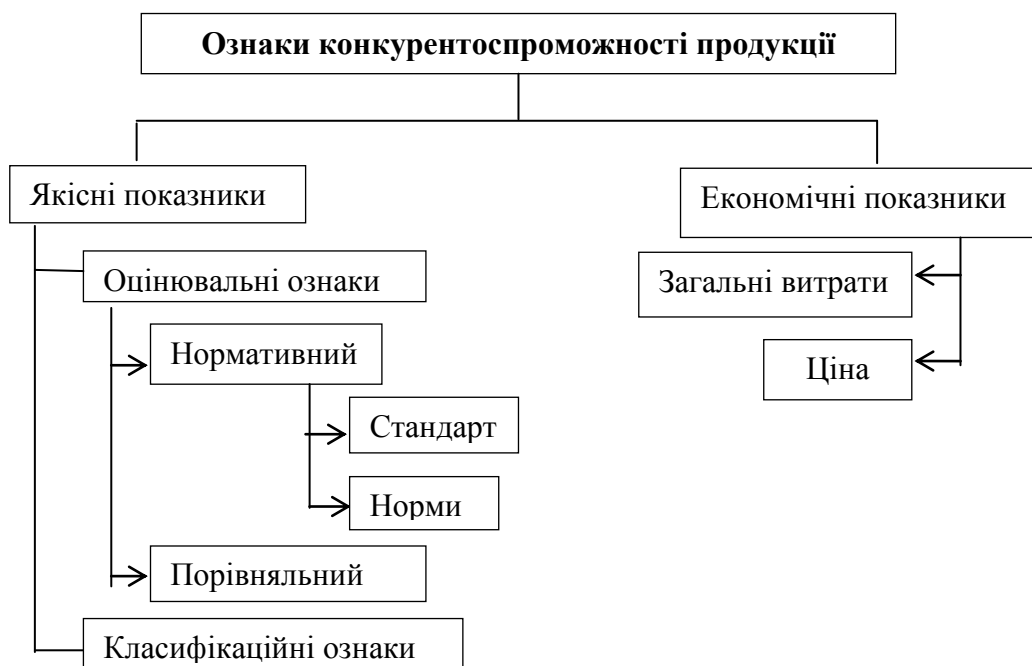 Ознаки конкурентоспроможності продукції
Якісні показники
Економічні показники
Оцінювальні ознаки
Загальні витрати
Нормативний
Ціна
Стандарт
Норми
Порівняльний
Класифікаційні ознаки